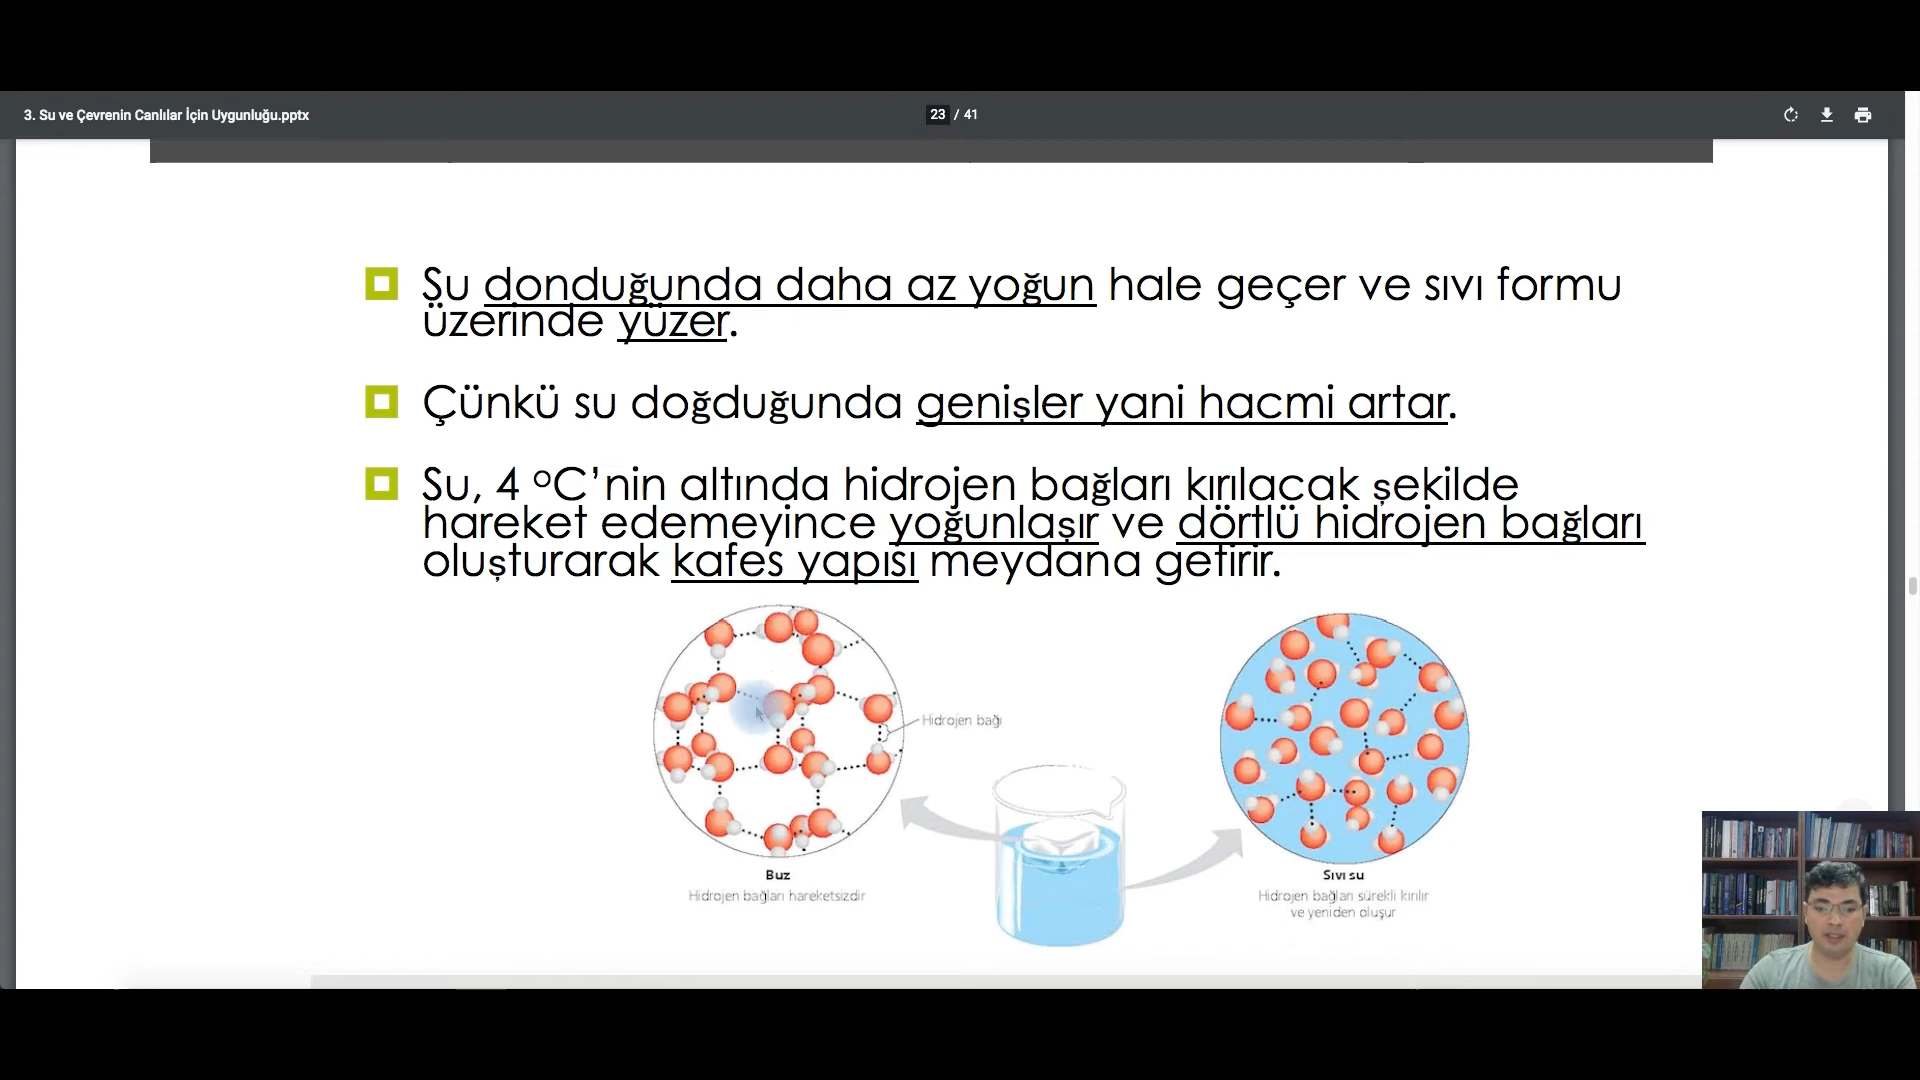 3. Su ve Çevrenin Canlılar İçin Uygunluğu.pptx
23 / 41
Su donduğunda daha az yoğun hale geçer ve sıvı formu
üzerinde yüzer.
Çünkü su doğduğunda genişler yani hacmi artar.
Su, 4 ºC’nin altında hidrojen bağları kırılacak şekilde
hareket edemeyince yoğunlaşır ve dörtlü hidrojen bağları
oluşturarak kafes yapısı meydana getirir.
Hidrojen bağı
Buz
Hidrojen bağları hareketsizdir
Sıvı su
Hidrojen bağları sürekli kırılır
ve yeniden oluşur